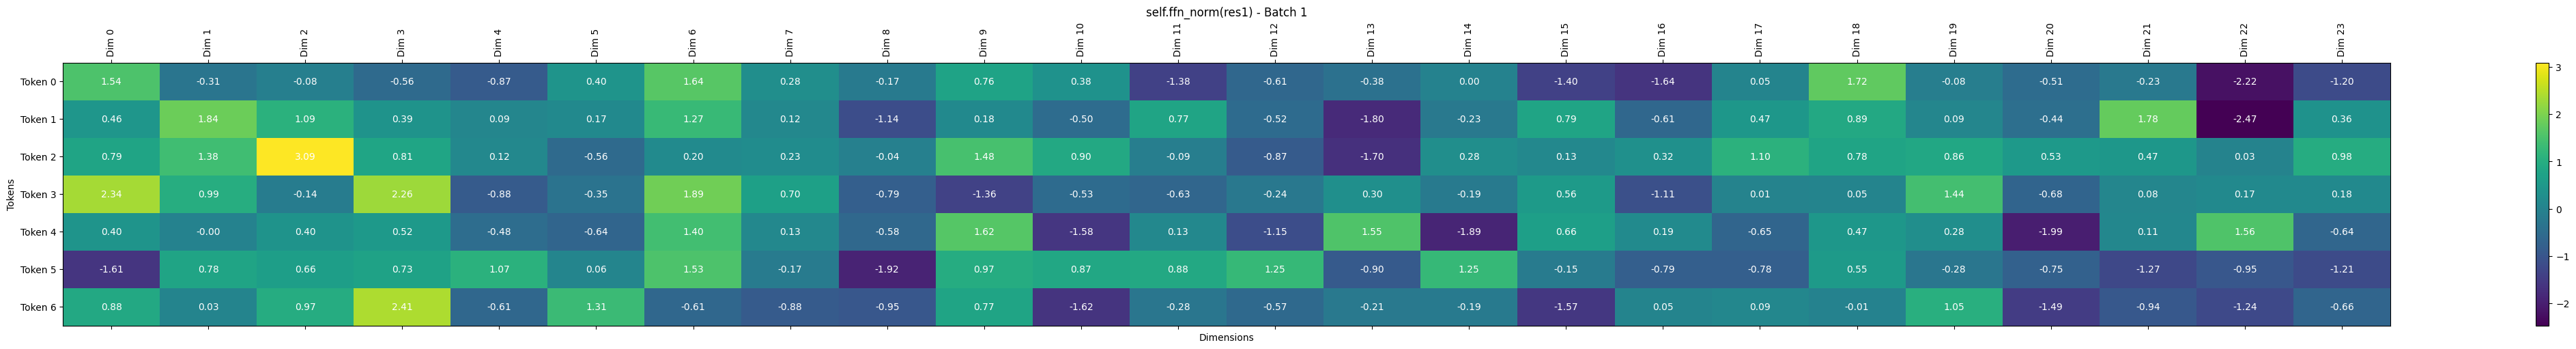 self.ffn_norm(res1) - Batch 1
Dim 0 Dim 1 Dim 2 Dim 3 Dim 4 Dim 5 Dim 6 Dim 7 Dim 8 Dim 9 Dim 10 Dim 11 Dim 12 Dim 13 Dim 14 Dim 15 Dim 16 Dim 17 Dim 18 Dim 19 Dim 20 Dim 21 Dim 22 Dim 23
Token 0 1.54 -0.31 -0.08 -0.56 -0.87 0.40 1.64 0.28 -0.17 0.76 0.38 -1.38 -0.61 -0.38 0.00 -1.40 -1.64 0.05 1.72 -0.08 -0.51 -0.23 -2.22 -1.20
Token 1 0.46 1.84 1.09 0.39 0.09 0.17 1.27 0.12 -1.14 0.18 -0.50 0.77 -0.52 -1.80 -0.23 0.79 -0.61 0.47 0.89 0.09 -0.44 1.78 -2.47 0.36
Token 2 0.79 1.38 3.09 0.81 0.12 -0.56 0.20 0.23 -0.04 1.48 0.90 -0.09 -0.87 -1.70 0.28 0.13 0.32 1.10 0.78 0.86 0.53 0.47 0.03 0.98
Token 3 2.34 0.99 -0.14 2.26 -0.88 -0.35 1.89 0.70 -0.79 -1.36 -0.53 -0.63 -0.24 0.30 -0.19 0.56 -1.11 0.01 0.05 1.44 -0.68 0.08 0.17 0.18
Token 4 0.40 -0.00 0.40 0.52 -0.48 -0.64 1.40 0.13 -0.58 1.62 -1.58 0.13 -1.15 1.55 -1.89 0.66 0.19 -0.65 0.47 0.28 -1.99 0.11 1.56 -0.64
Token 5 -1.61 0.78 0.66 0.73 1.07 0.06 1.53 -0.17 -1.92 0.97 0.87 0.88 1.25 -0.90 1.25 -0.15 -0.79 -0.78 0.55 -0.28 -0.75 -1.27 -0.95 -1.21
Token 6 0.88 0.03 0.97 2.41 -0.61 1.31 -0.61 -0.88 -0.95 0.77 -1.62 -0.28 -0.57 -0.21 -0.19 -1.57 0.05 0.09 -0.01 1.05 -1.49 -0.94 -1.24 -0.66
Tokens
Dimensions
3
2
1
0
−1
−2